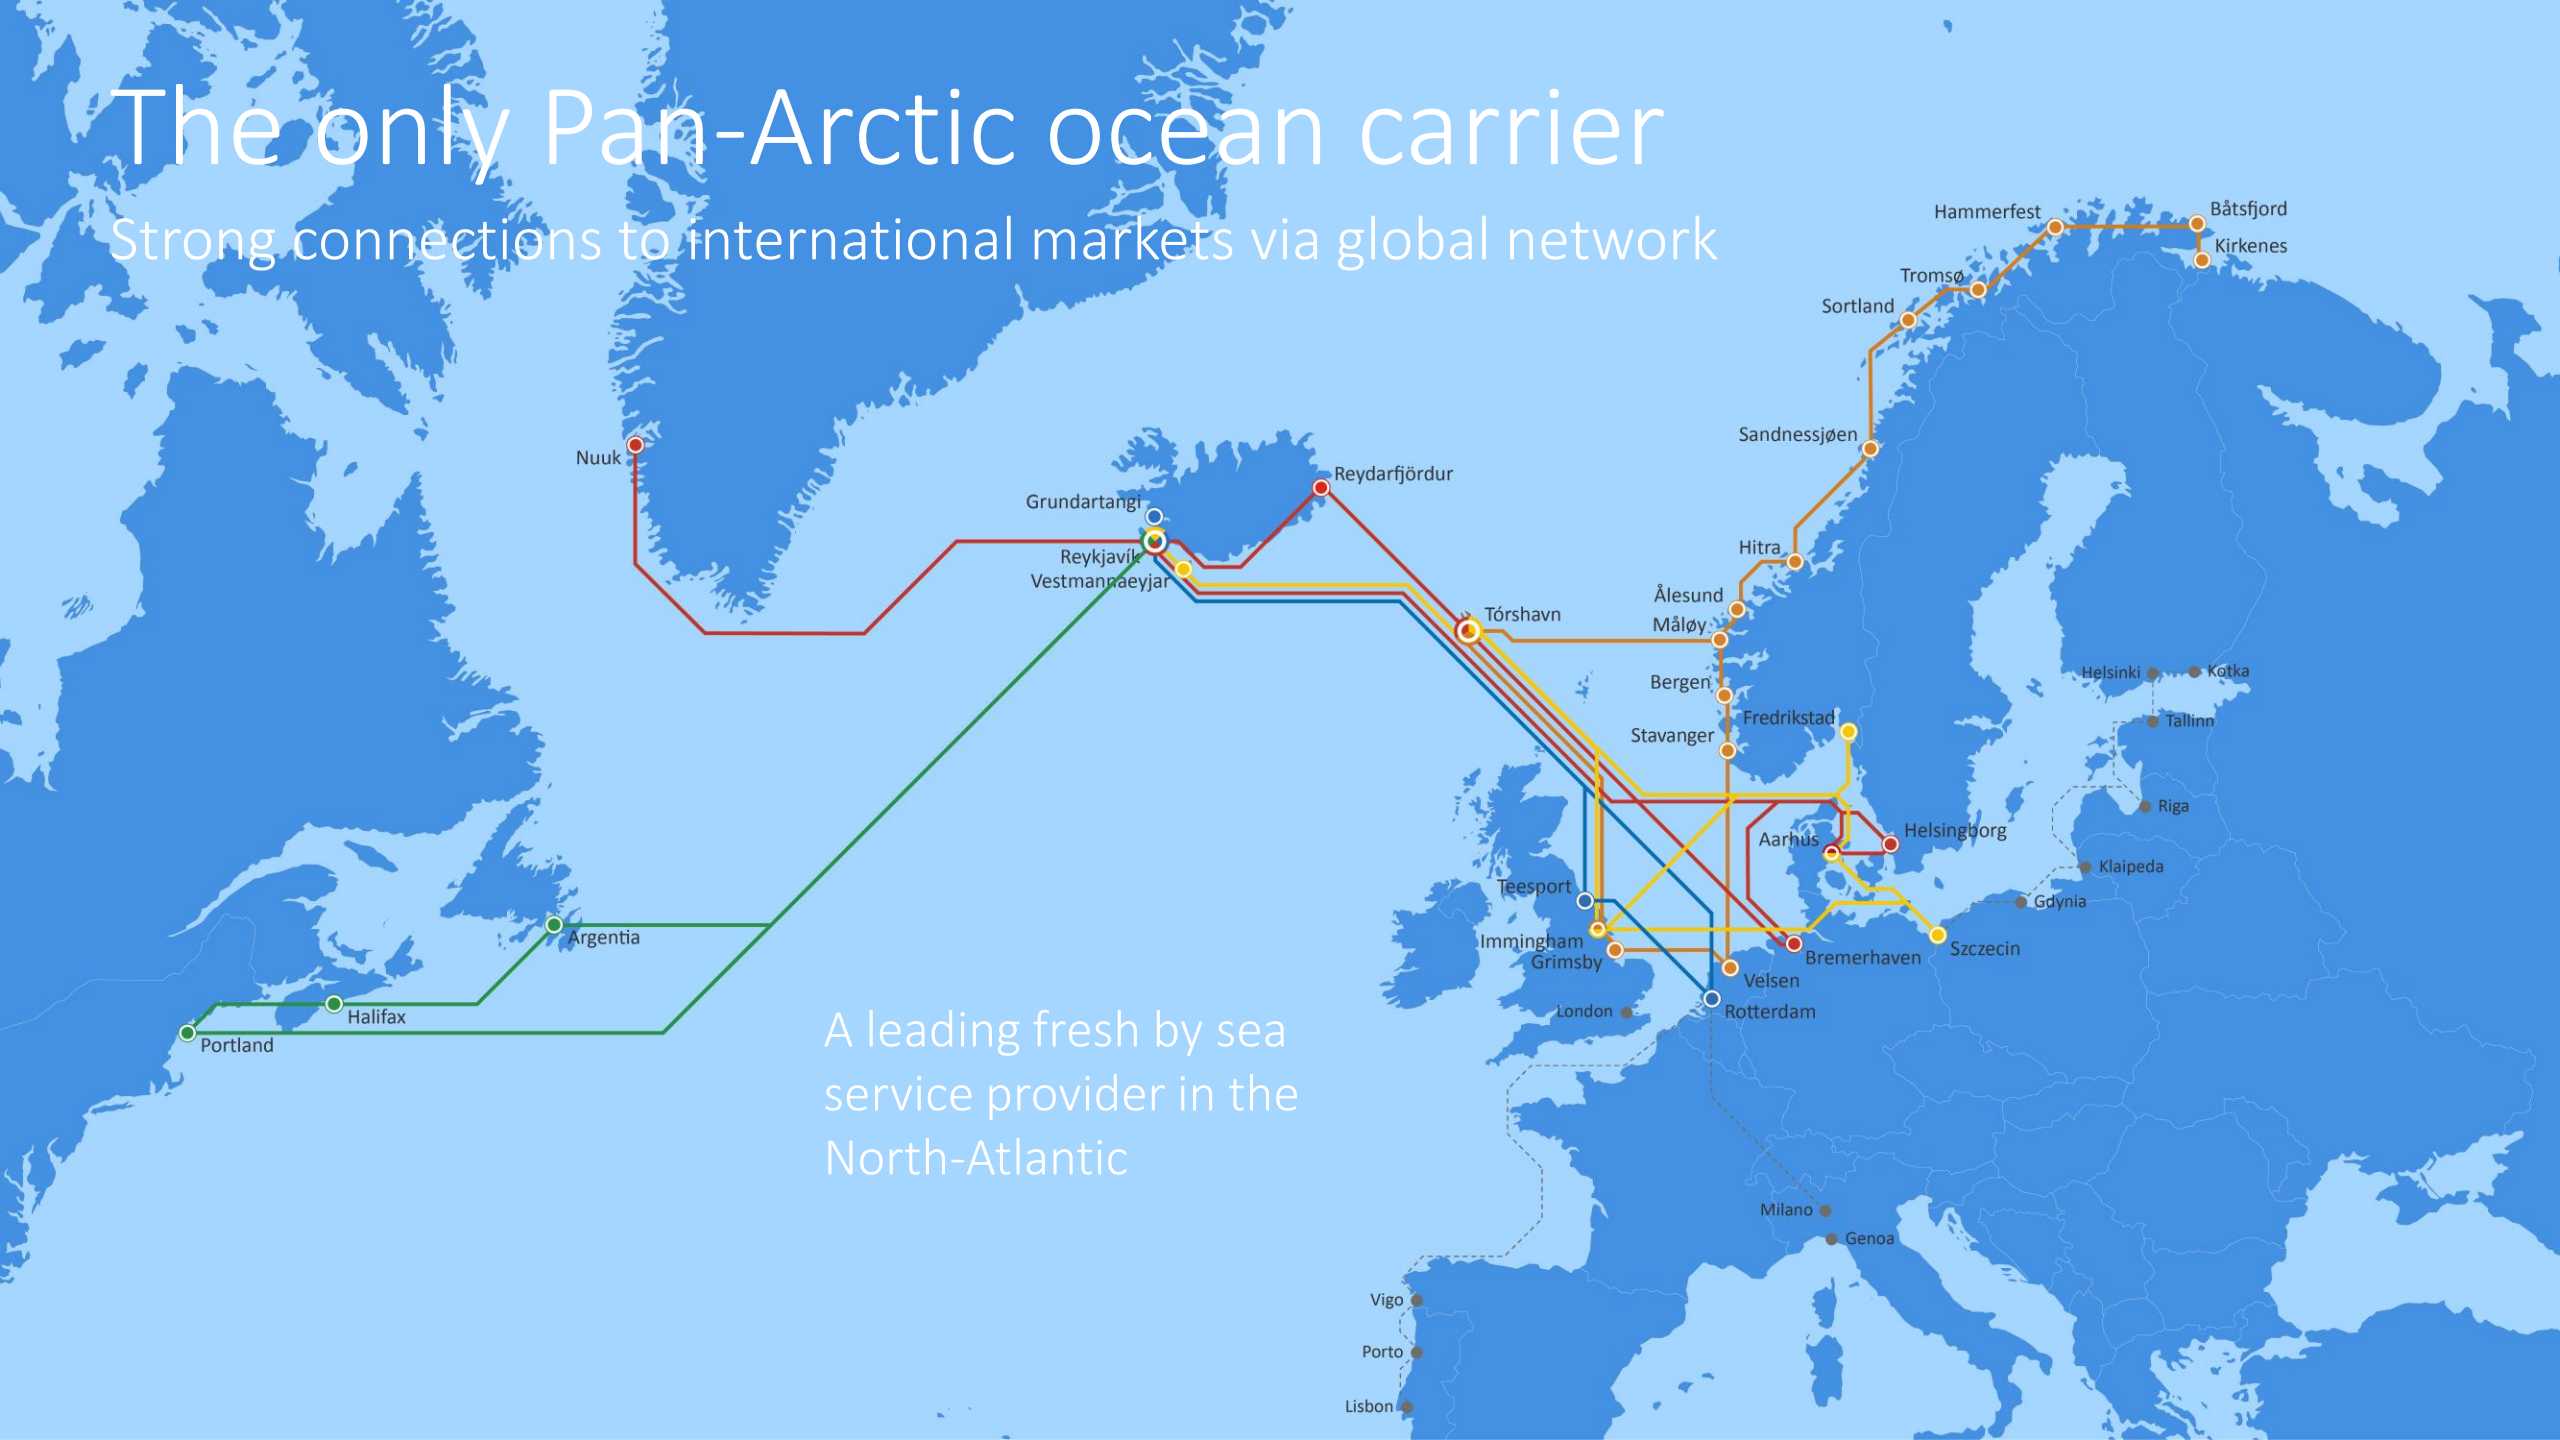 The only Pan-Arctic ocean carrier
Strong connections to international markets via global network
Hammerfest
Båtsfjord
Kirkenes
Tromsø
Sortland
Sandnessjøen
Nuuk
Reydarfjördur
Grundartangi
Reykjavík
Vestmannaeyjar
Hitra
Ålesund
Måløy
Tórshavn
Bergen
Fredrikstad
Stavanger
Helsinki
Kotka
Tallinn
Riga
Aarhus
Helsingborg
Klaipeda
Teesport
Gdynia
Argentia
Immingham
Grimsby
Bremerhaven
Szczecin
Velsen
London
Rotterdam
Halifax
Portland
A leading fresh by sea
service provider in the
North-Atlantic
Milano
Genoa
Vigo
Porto
Lisbon